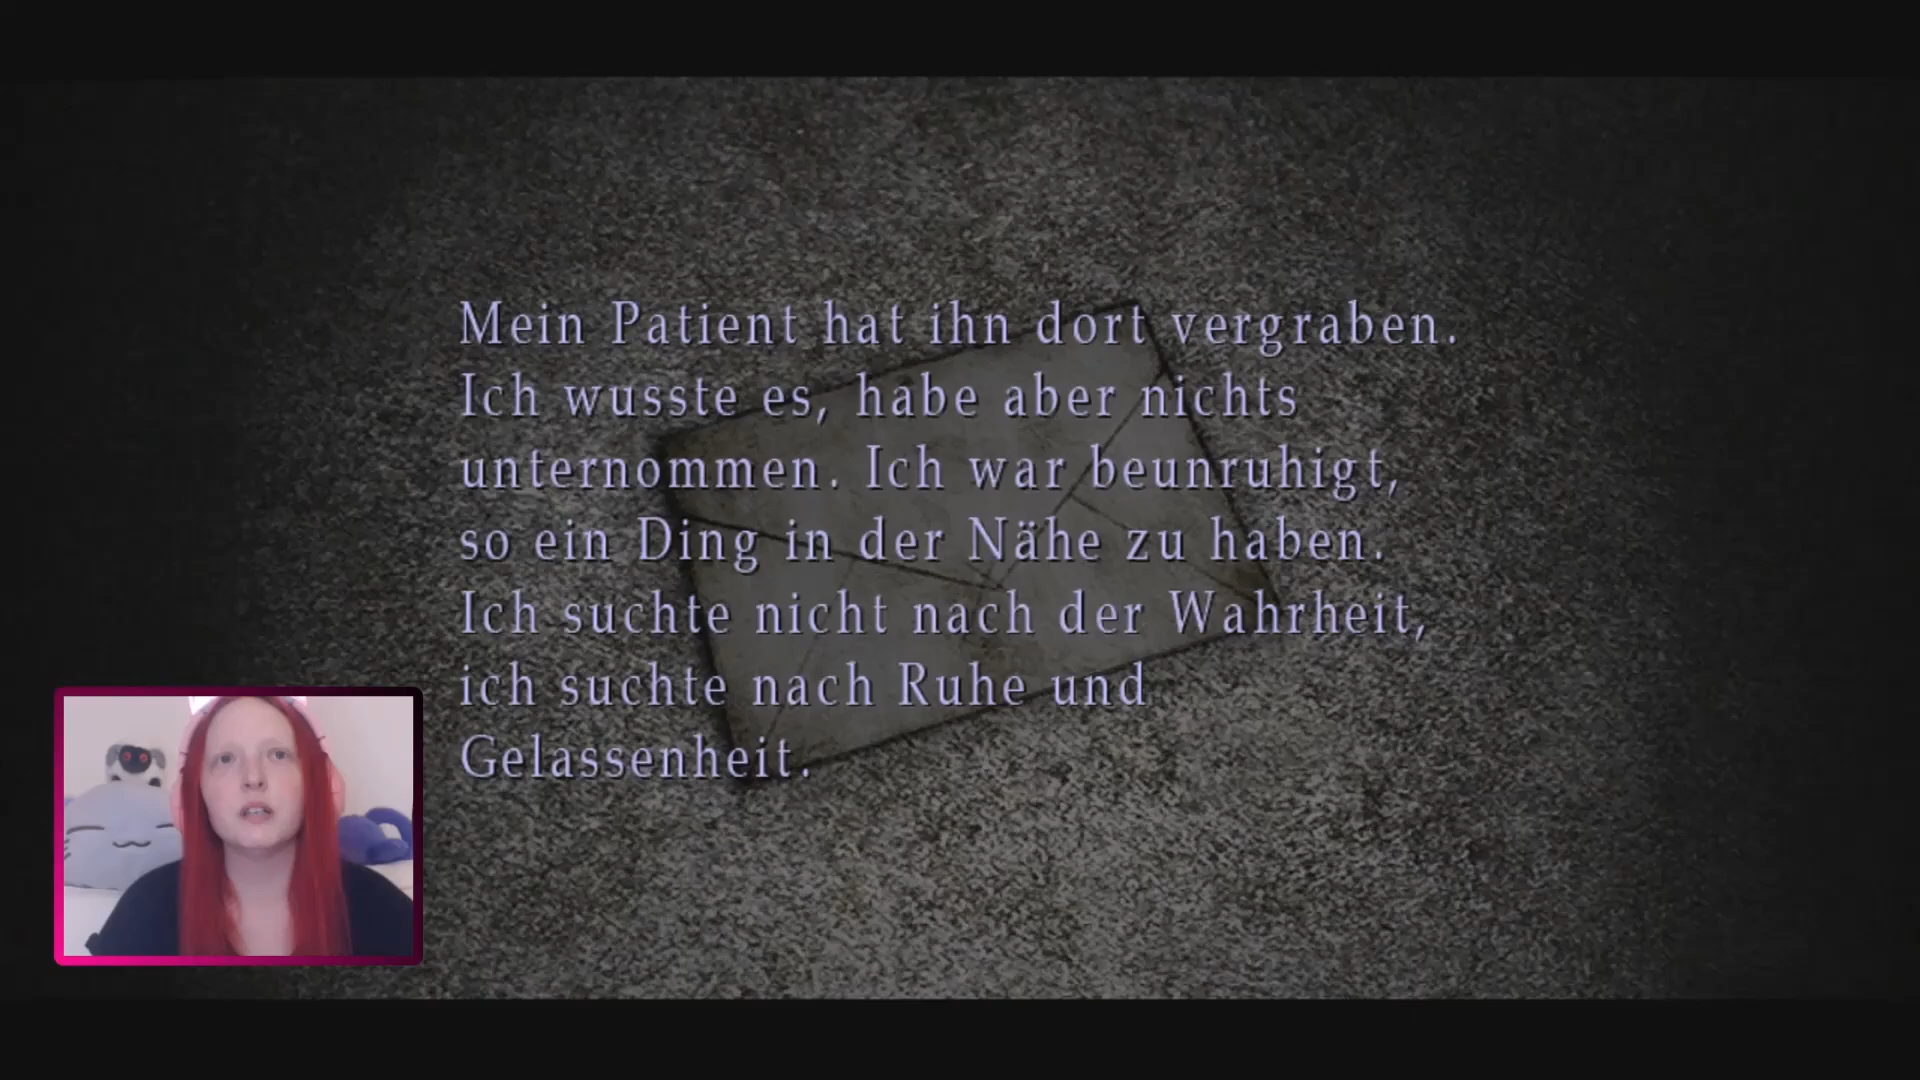 Mein Patient hat ihn dort vergraben.
Ich wusste es, habe aber nichts
unternommen. Ich war beunruhigt,
so ein Ding in der Nähe zu haben.
Ich suchte nicht nach der Wahrheit,
ich suchte nach Ruhe und
Gelassenheit.